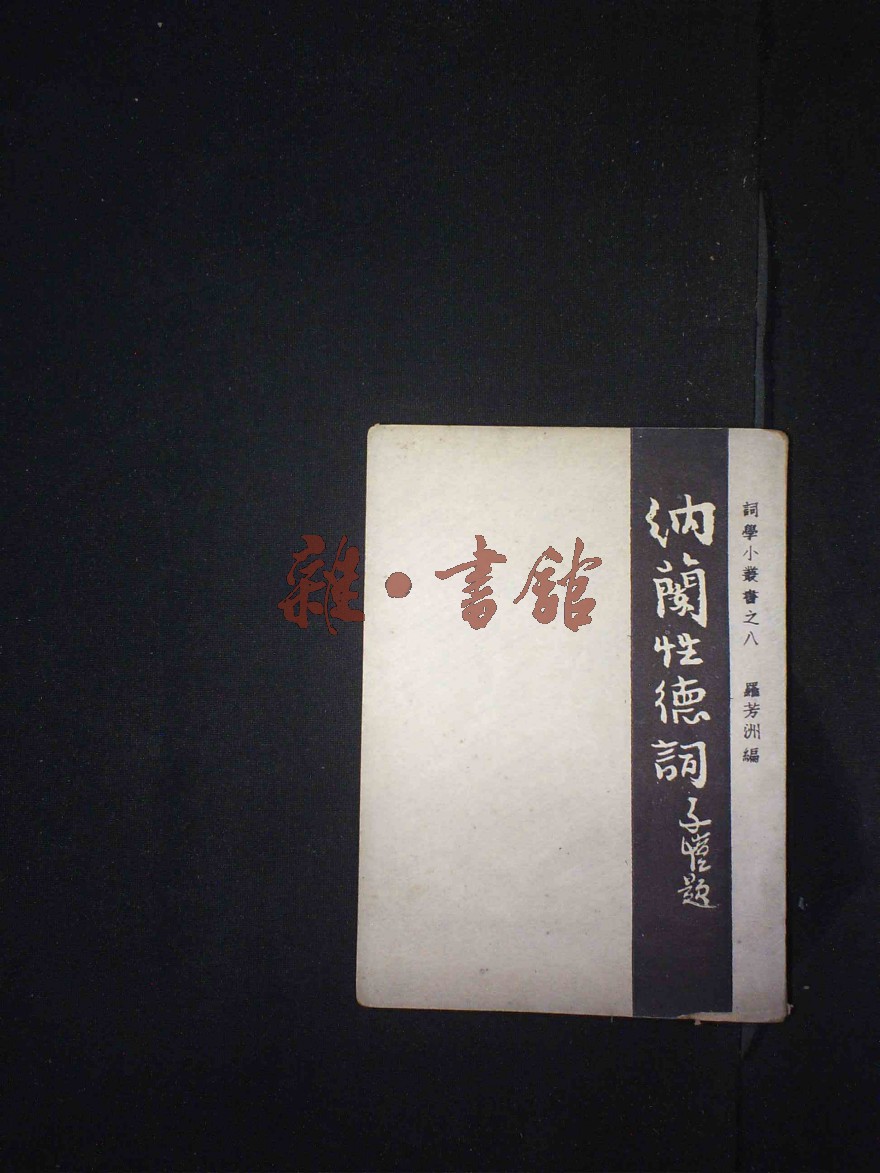 詞學小叢書之八 羅芳洲編
納蘭性德詞
子愷題
雜·書館